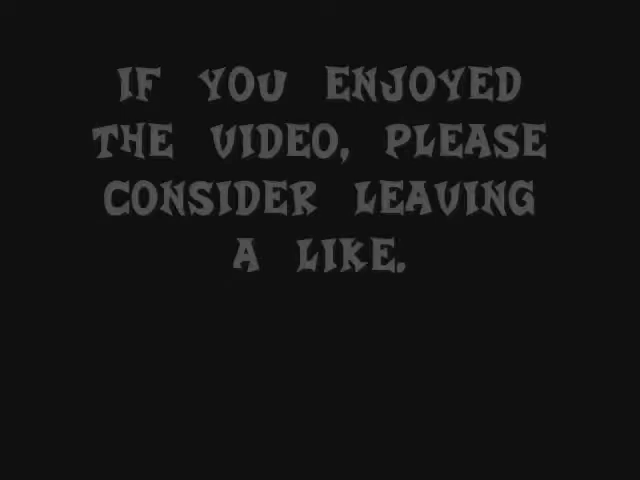 IF YOU ENJOYED
THE VIDEO, PLEASE
CONSIDER LEAVING
A LIKE.